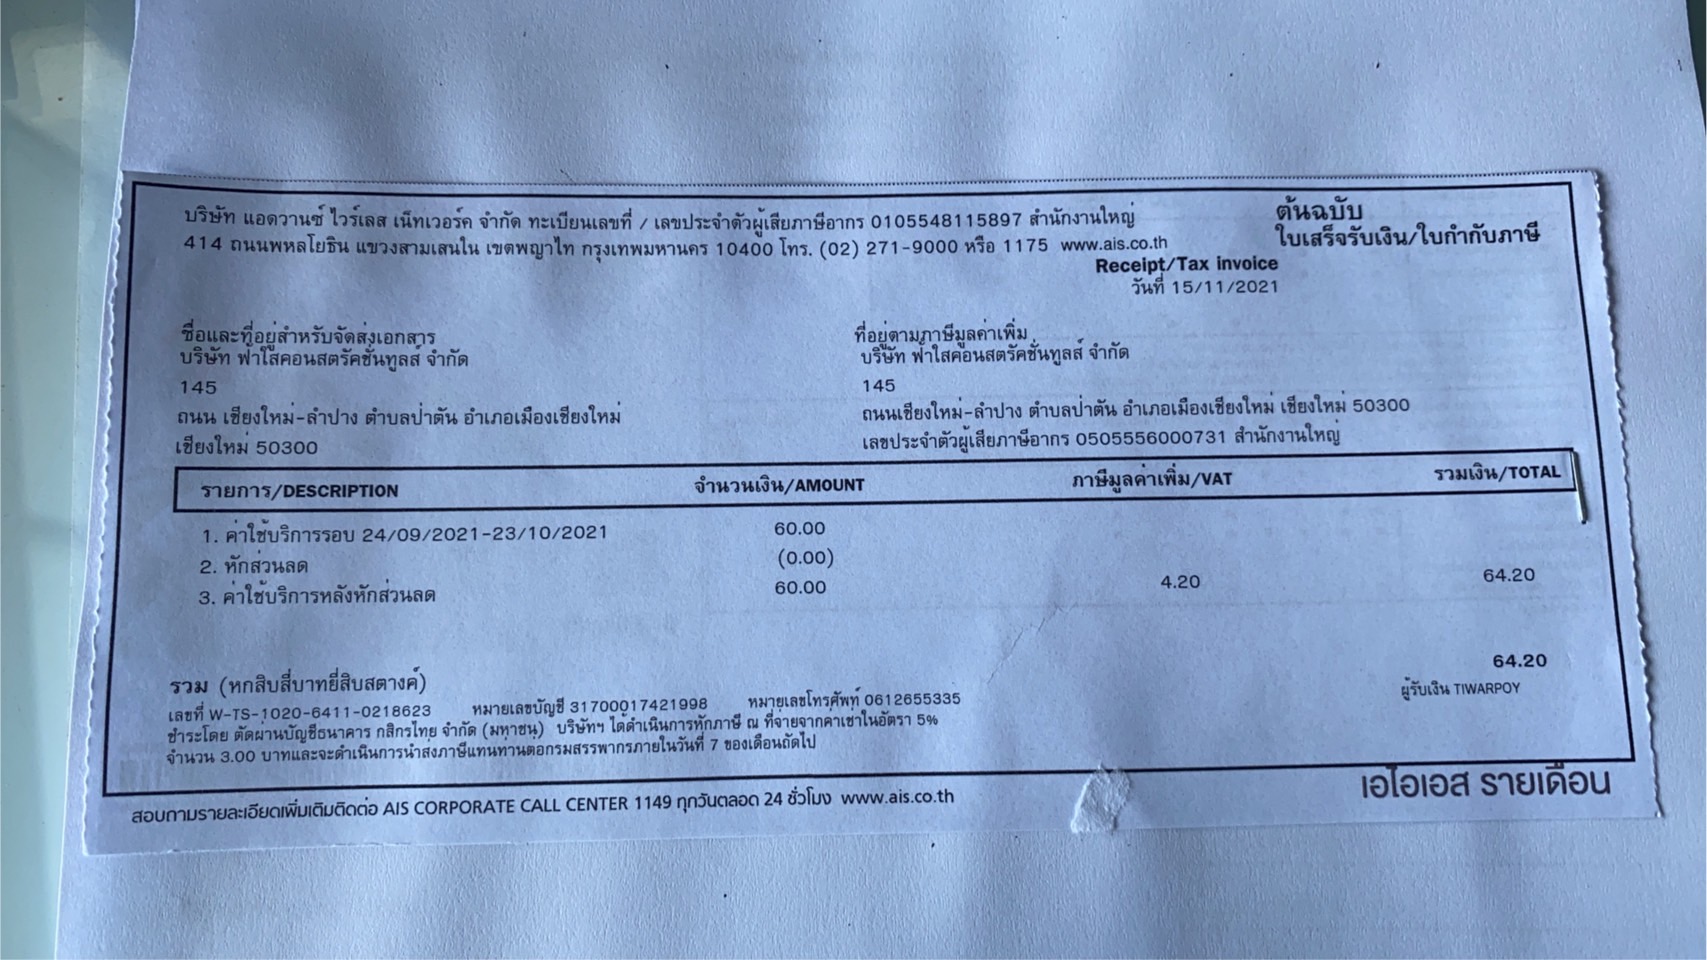 บริษัท แอดวานซ์ ไวร์เลส เน็ทเวอร์ค จำกัด ทะเบียนเลขที่ / เลขประจำตัวผู้เสียภาษีอากร 0105548115897 สำนักงานใหญ่
414 ถนนพหลโยธิน แขวงสามเสนใน เขตพญาไท กรุงเทพมหานคร 10400 โทร. (02) 271-9000 หรือ 1175 www.ais.co.th
ต้นฉบับ
ใบเสร็จรับเงิน/ใบกำกับภาษี
Receipt/Tax invoice
วันที่ 15/11/2021
ชื่อและที่อยู่สำหรับจัดส่งเอกสาร
บริษัท ฟ้าใสคอนสตรัคชั่นทูลส์ จำกัด
145
ถนน เชียงใหม่-ลำปาง ตำบลป่าตัน อำเภอเมืองเชียงใหม่
เชียงใหม่ 50300
ที่อยู่ตามภาษีมูลค่าเพิ่ม
บริษัท ฟ้าใสคอนสตรัคชั่นทูลส์ จำกัด
145
ถนนเชียงใหม่-ลำปาง ตำบลป่าตัน อำเภอเมืองเชียงใหม่ เชียงใหม่ 50300
เลขประจำตัวผู้เสียภาษีอากร 0505556000731 สำนักงานใหญ่
รายการ/DESCRIPTION จำนวนเงิน/AMOUNT ภาษีมูลค่าเพิ่ม/VAT รวมเงิน/TOTAL
1. ค่าใช้บริการรอบ 24/09/2021-23/10/2021 60.00
2. หักส่วนลด (0.00)
3. ค่าใช้บริการหลังหักส่วนลด 60.00 4.20 64.20
รวม (หกสิบสี่บาทยี่สิบสตางค์) 64.20
เลขที่ W-TS-1020-6411-0218623 หมายเลขบัญชี 31700017421998 หมายเลขโทรศัพท์ 0612655335 ผู้รับเงิน TIWARPOY
ชำระโดย ตัดผ่านบัญชีธนาคาร กสิกรไทย จำกัด (มหาชน) บริษัทฯ ได้ดำเนินการหักภาษี ณ ที่จ่ายจากค่าเช่าในอัตรา 5%
จำนวน 3.00 บาทและจะดำเนินการนำส่งภาษีแทนท่านต่อกรมสรรพากรภายในวันที่ 7 ของเดือนถัดไป
เอไอเอส รายเดือน
สอบถามรายละเอียดเพิ่มเติมติดต่อ AIS CORPORATE CALL CENTER 1149 ทุกวันตลอด 24 ชั่วโมง www.ais.co.th